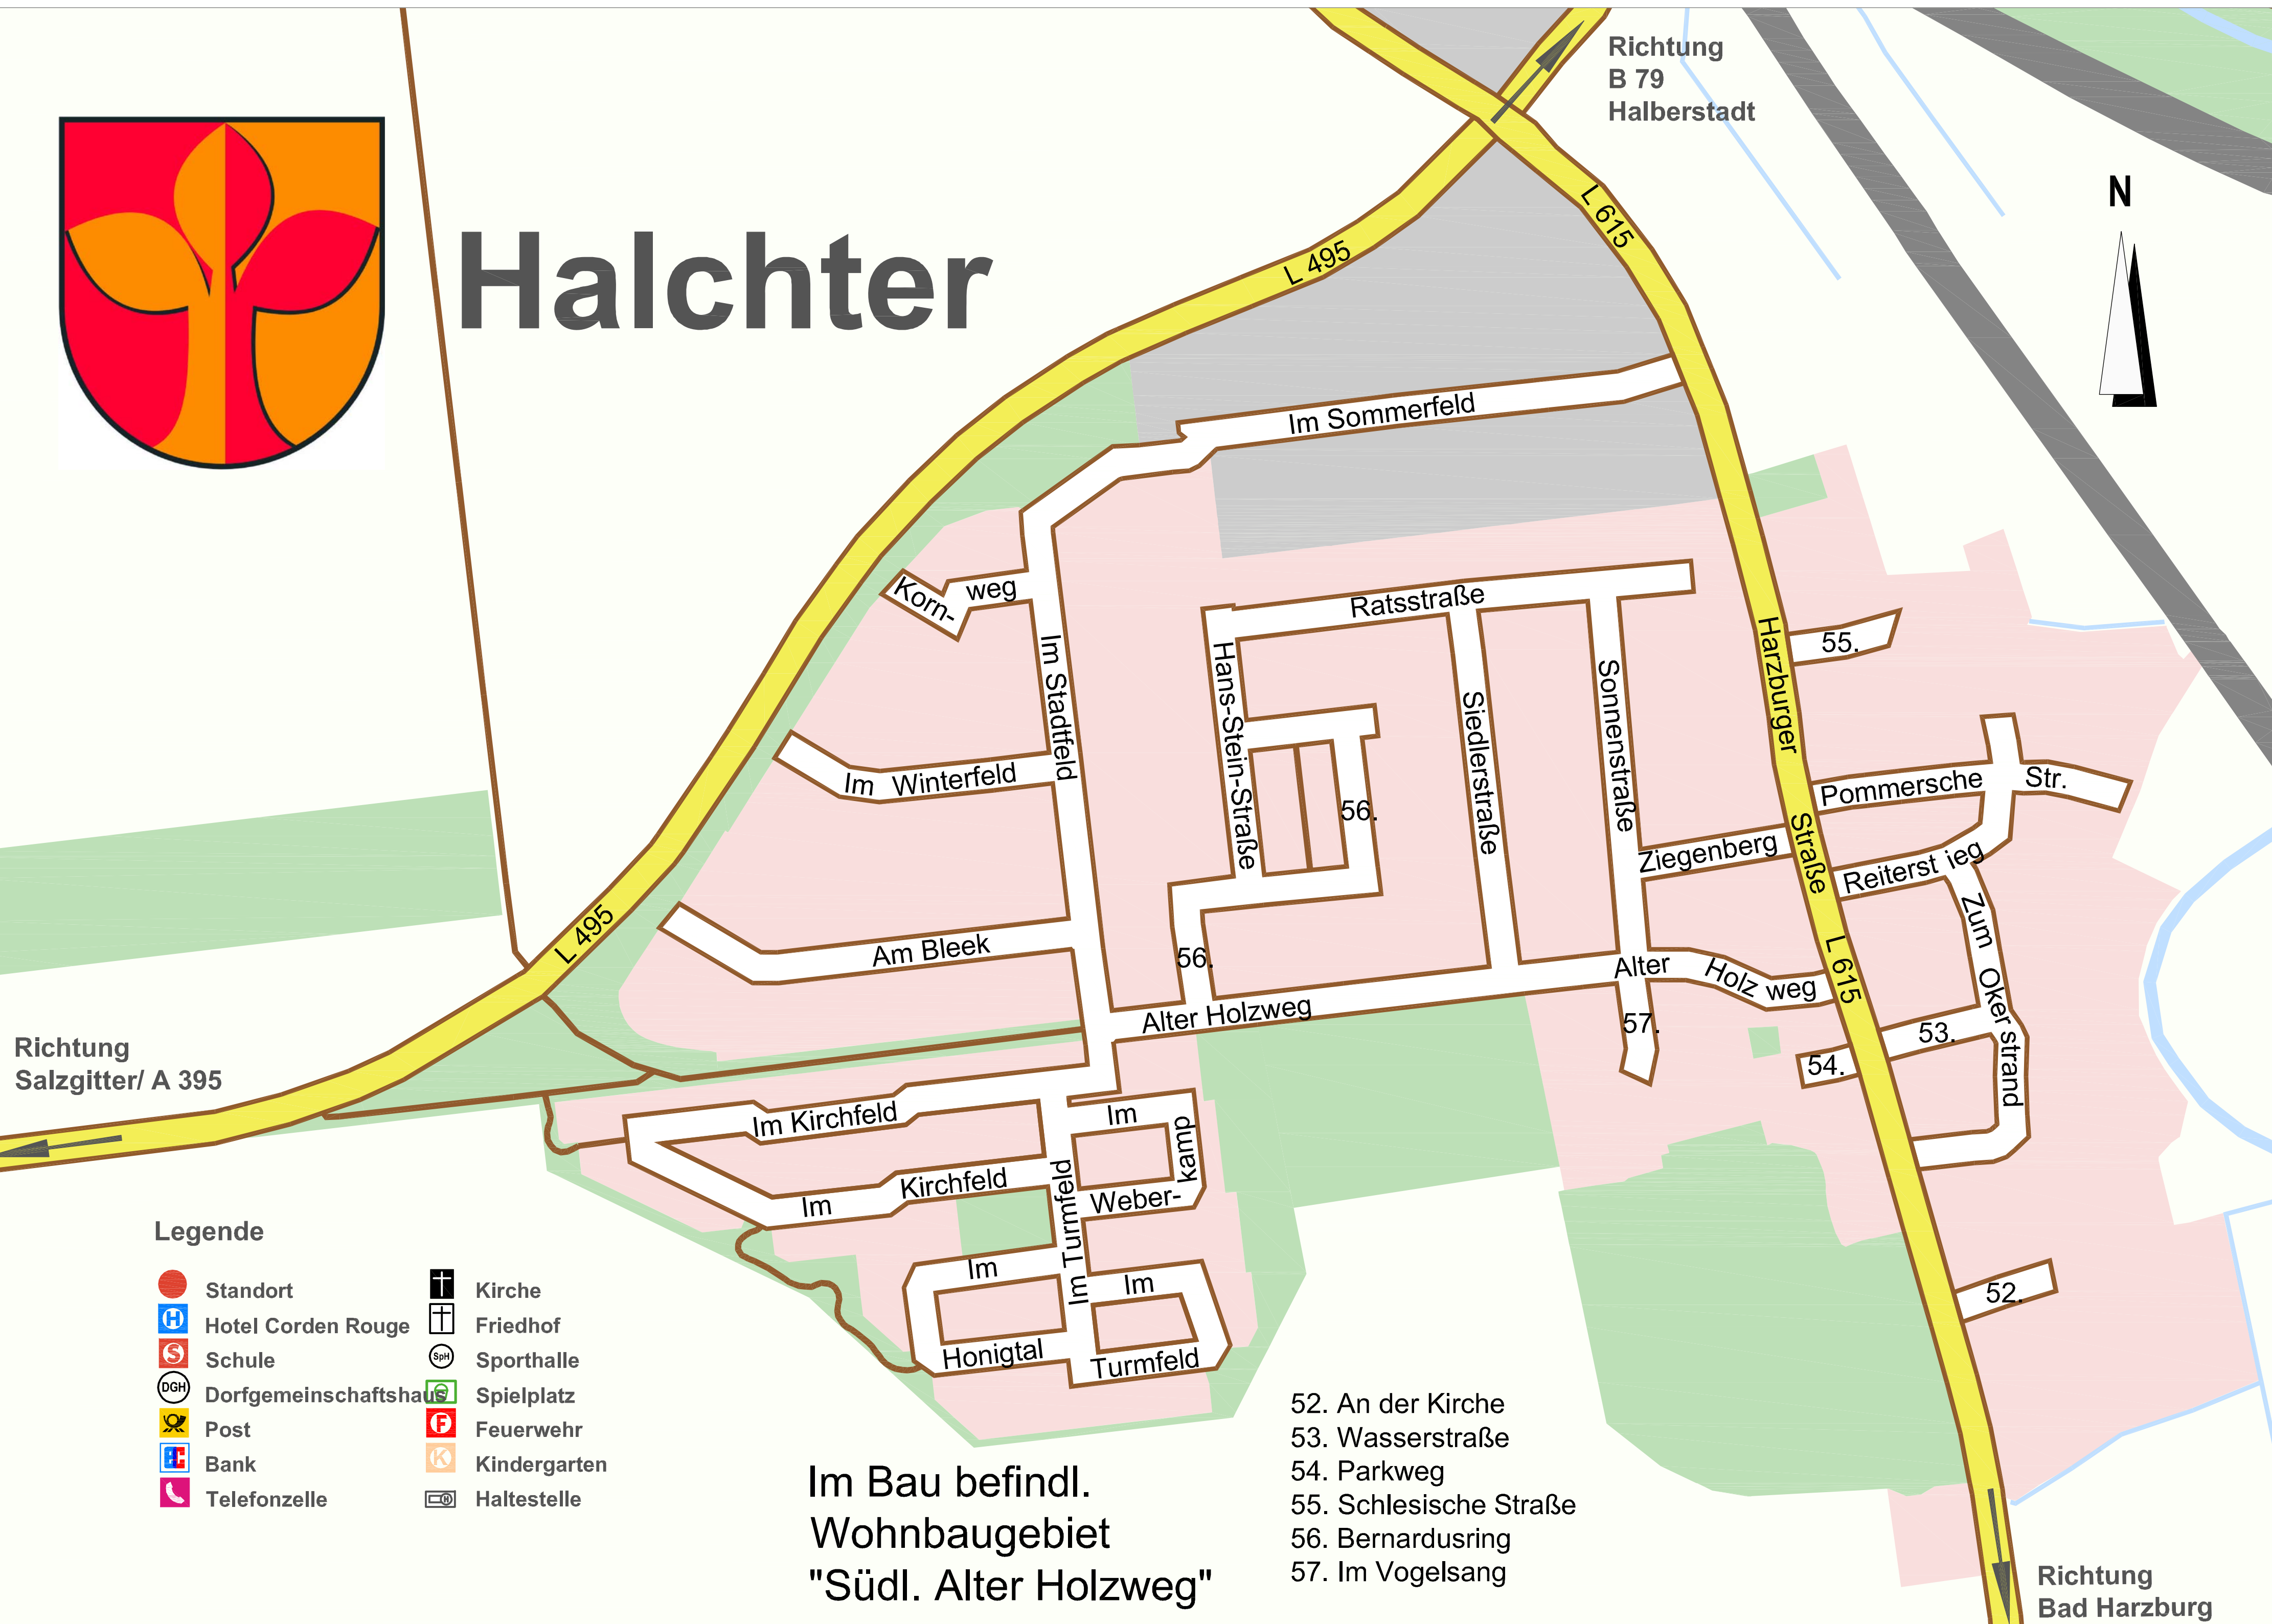 Richtung
B 79
Halberstadt
N
Halchter
L 615
L 495
Im Sommerfeld
Korn-
weg
Im Stadtfeld
Ratsstraße
Hans-Stein-Straße
Siedlerstraße
Sonnenstraße
Harzburger
Straße
55.
Im Winterfeld
56.
Pommersche
Str.
Ziegenberg
Reiterst ieg
Zum Oker strand
L 495
Am Bleek
56.
Alter Holzweg
Alter
Holz weg
L 615
57.
53.
54.
Richtung
Salzgitter/ A 395
Im Kirchfeld
Im
kamp
Weber-
Im
Kirchfeld
Im Turmfeld
Im
Im
Honigtal
Turmfeld
52.
Legende
Standort
H
Hotel Corden Rouge
S
Schule
DGH
Dorfgemeinschaftshaus
Post
Bank
Telefonzelle
Kirche
Friedhof
SpH
Sporthalle
Spielplatz
F
Feuerwehr
K
Kindergarten
H
Haltestelle
Im Bau befindl.
Wohnbaugebiet
"Südl. Alter Holzweg"
52. An der Kirche
53. Wasserstraße
54. Parkweg
55. Schlesische Straße
56. Bernardusring
57. Im Vogelsang
Richtung
Bad Harzburg